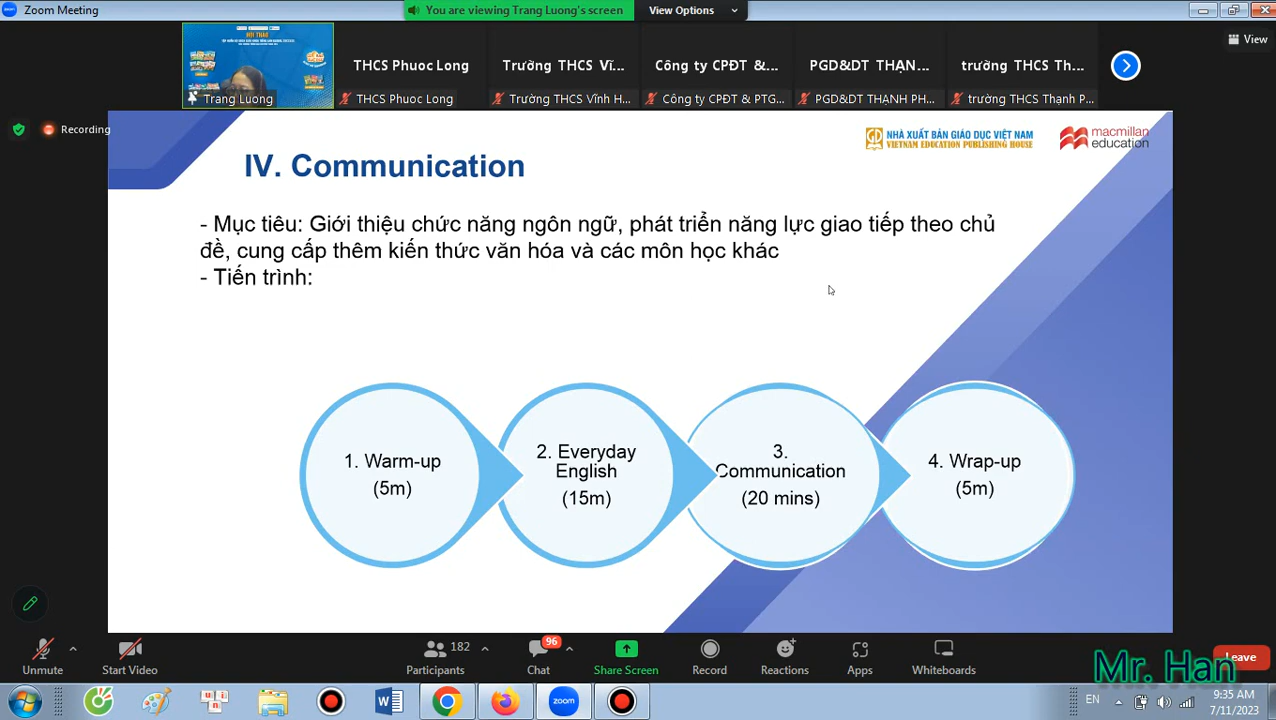 Zoom Meeting
You are viewing Trang Luong's screen
View Options
View
HỘI THẢO
THCS Phuoc Long
Trường THCS Vĩ...
Công ty CPĐT &...
PGD&DT THẠN...
trường THCS Th...
Trang Luong
THCS Phuoc Long
Trường THCS Vĩnh H...
Công ty CPĐT & PTG...
PGD&DT THẠNH PH...
trường THCS Thạnh P...
Recording
NHÀ XUẤT BẢN GIÁO DỤC VIỆT NAM
VIETNAM EDUCATION PUBLISHING HOUSE
macmillan
education
IV. Communication
- Mục tiêu: Giới thiệu chức năng ngôn ngữ, phát triển năng lực giao tiếp theo chủ
đề, cung cấp thêm kiến thức văn hóa và các môn học khác
- Tiến trình:
1. Warm-up
(5m)
2. Everyday
English
(15m)
3.
Communication
(20 mins)
4. Wrap-up
(5m)
Unmute
Start Video
182
Participants
96
Chat
Share Screen
Record
Reactions
Apps
Whiteboards
Leave
Mr. Han
EN
9:35 AM
7/11/2023